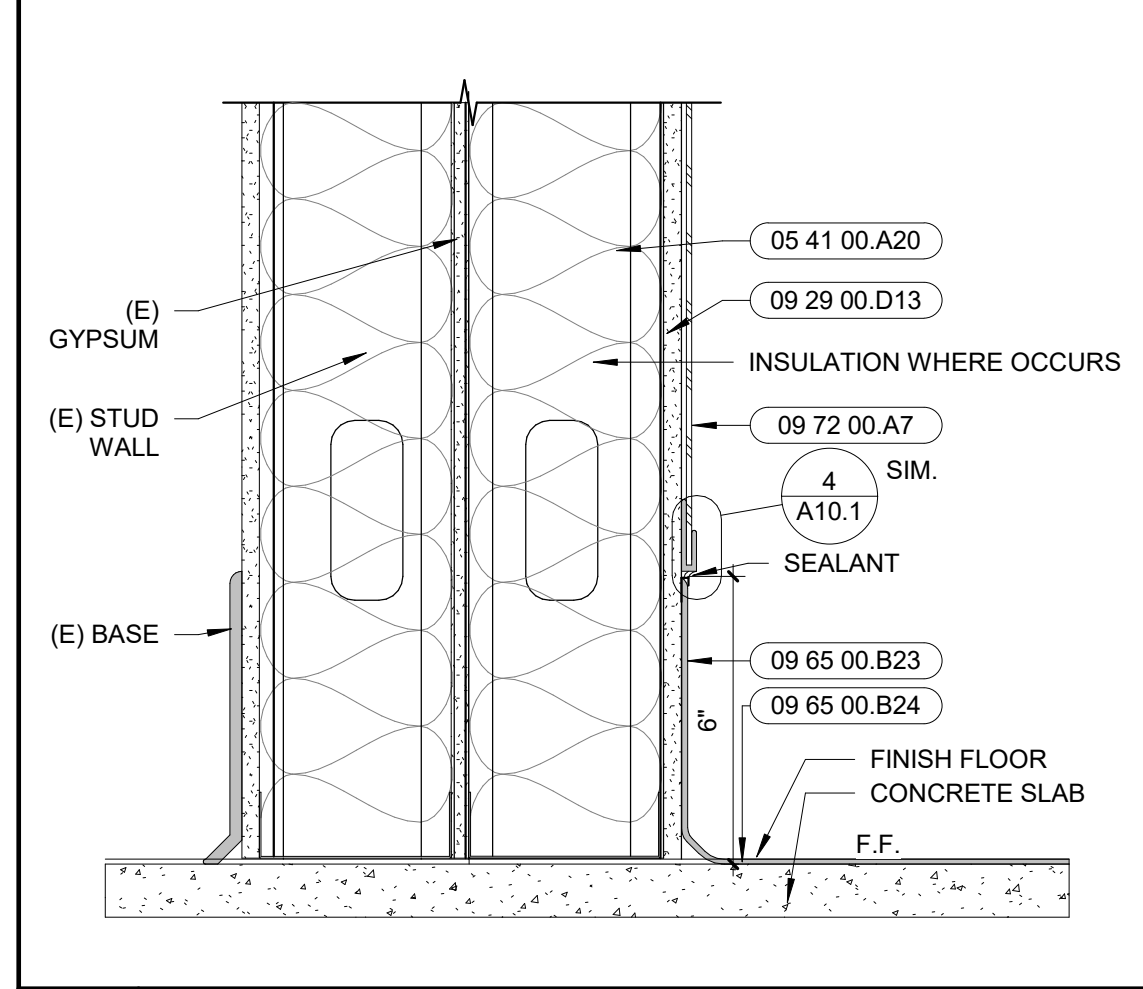 (E)
GYPSUM
(E) STUD
WALL
(E) BASE
05 41 00.A20
09 29 00.D13
INSULATION WHERE OCCURS
09 72 00.A7
4
A10.1
SIM.
SEALANT
09 65 00.B23
09 65 00.B24
6"
FINISH FLOOR
CONCRETE SLAB
F.F.